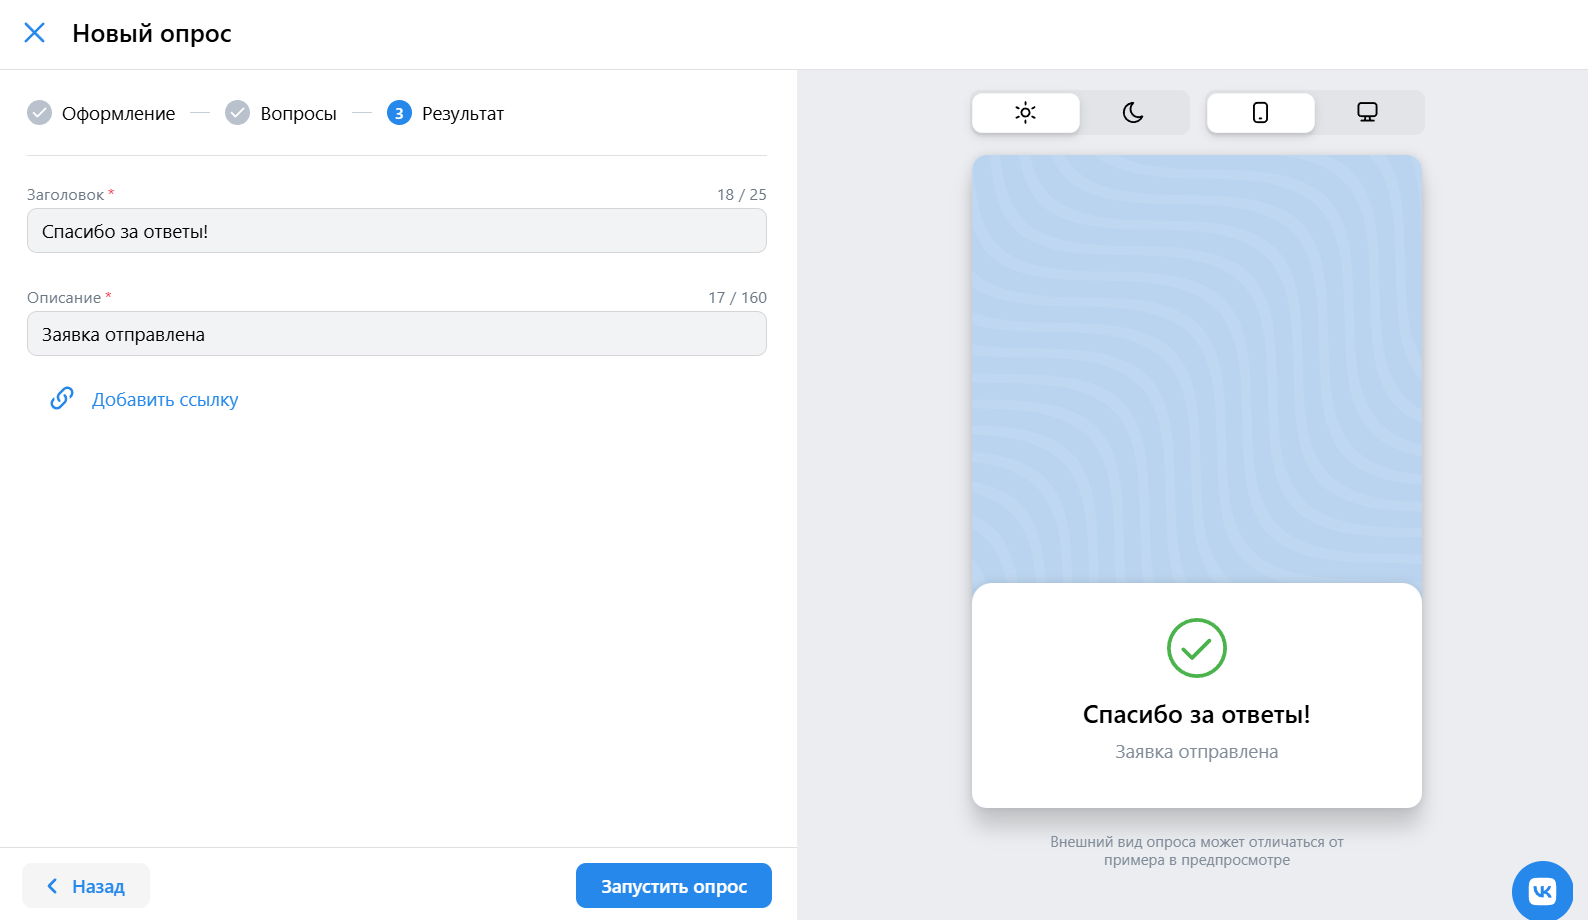 Новый опрос
Оформление
Вопросы
3 Результат
Заголовок * 18 / 25
Спасибо за ответы!
Описание * 17 / 160
Заявка отправлена
Добавить ссылку
Назад
Запустить опрос
Спасибо за ответы!
Заявка отправлена
Внешний вид опроса может отличаться от
примера в предпросмотре